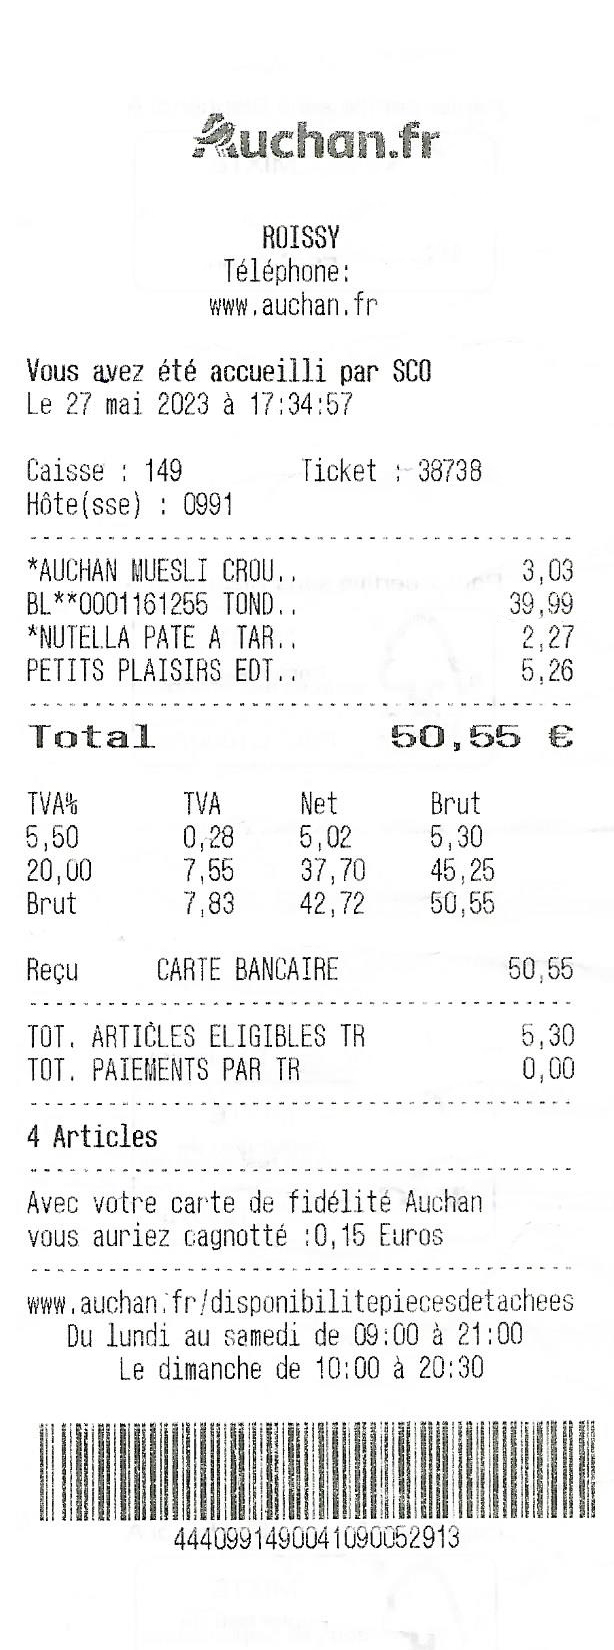 Auchan.fr
ROISSY
Téléphone:
www.auchan.fr
Vous avez été accueilli par SCO
Le 27 mai 2023 à 17:34:57
Caisse : 149 Ticket : 38738
Hôte(sse) : 0991
*AUCHAN MUESLI CROU.. 3,03
BL**0001161255 TOND.. 39,99
*NUTELLA PATE A TAR.. 2,27
PETITS PLAISIRS EDT.. 5,26
Total 50,55 €
TVA% TVA Net Brut
5,50 0,28 5,02 5,30
20,00 7,55 37,70 45,25
Brut 7,83 42,72 50,55
Reçu CARTE BANCAIRE 50,55
TOT. ARTICLES ELIGIBLES TR 5,30
TOT. PAIEMENTS PAR TR 0,00
4 Articles
Avec votre carte de fidélité Auchan
vous auriez cagnotté :0,15 Euros
www.auchan.fr/disponibilitepiecesdetachees
Du lundi au samedi de 09:00 à 21:00
Le dimanche de 10:00 à 20:30
4440991490041090052913